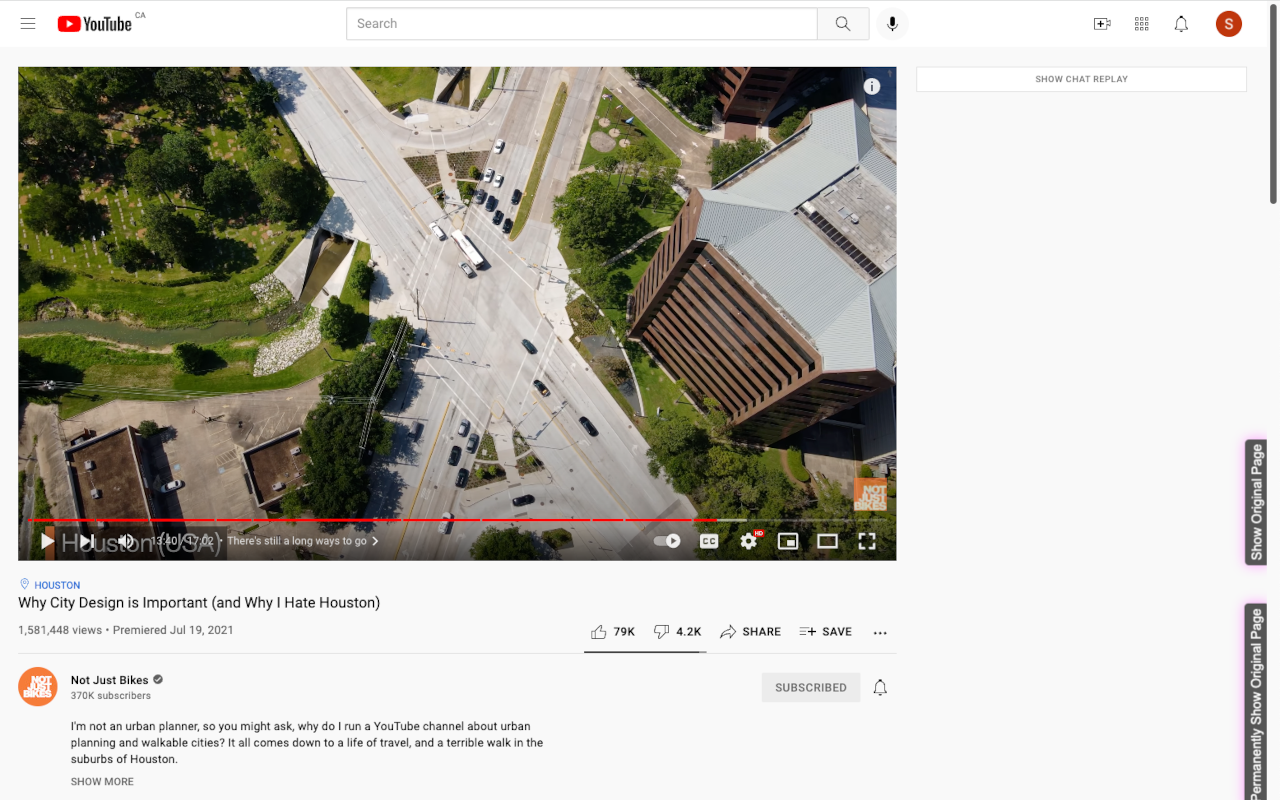 YouTube CA
Search
S
SHOW CHAT REPLAY
i
NOT
JUST
BIKES
Houston (USA)
13:40 / 17:02 • There's still a long ways to go
CC
HD
HOUSTON
Why City Design is Important (and Why I Hate Houston)
1,581,448 views • Premiered Jul 19, 2021
79K
4.2K
SHARE
SAVE
NOT
JUST
BIKES
Not Just Bikes
370K subscribers
SUBSCRIBED
I'm not an urban planner, so you might ask, why do I run a YouTube channel about urban
planning and walkable cities? It all comes down to a life of travel, and a terrible walk in the
suburbs of Houston.
SHOW MORE
Show Original Page
Permanently Show Original Page